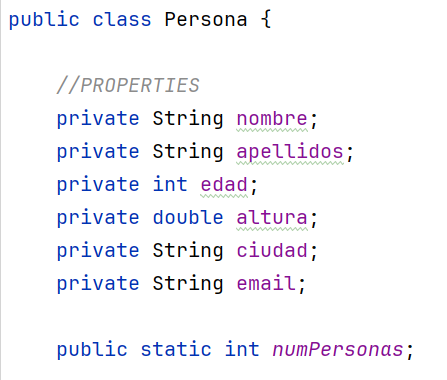 public class Persona {
//PROPERTIES
private String nombre;
private String apellidos;
private int edad;
private double altura;
private String ciudad;
private String email;
public static int numPersonas;